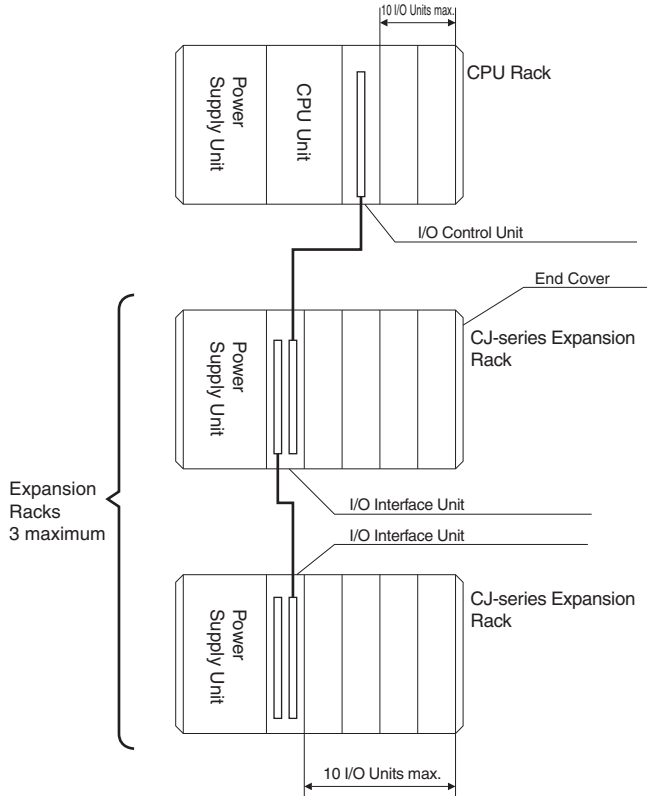 10 I/O Units max.
CPU Rack
Power
Supply Unit
CPU Unit
I/O Control Unit
End Cover
CJ-series Expansion
Rack
Power
Supply Unit
Expansion
Racks
3 maximum
I/O Interface Unit
I/O Interface Unit
CJ-series Expansion
Rack
Power
Supply Unit
10 I/O Units max.